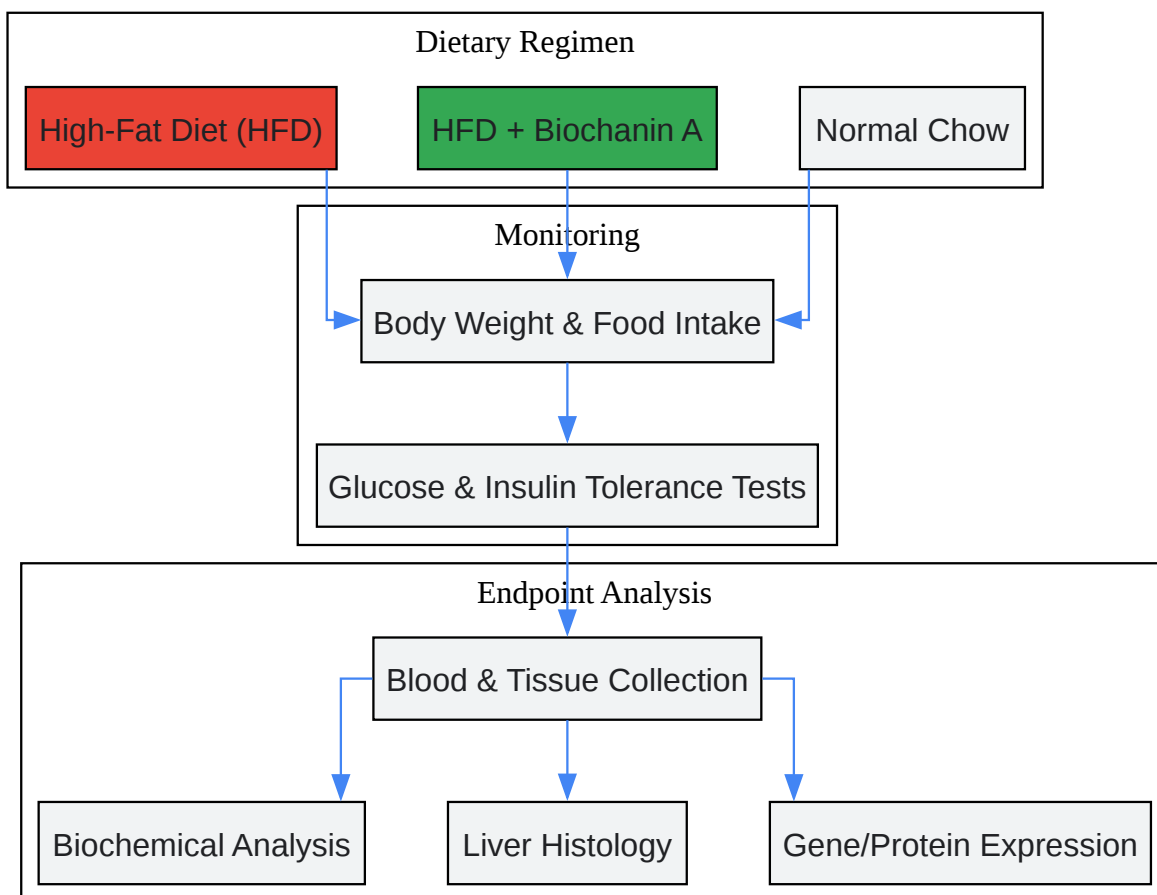 Dietary Regimen
High-Fat Diet (HFD)
HFD + Biochanin A
Normal Chow
Monitoring
Body Weight & Food Intake
Glucose & Insulin Tolerance Tests
Endpoint Analysis
Blood & Tissue Collection
Biochemical Analysis
Liver Histology
Gene/Protein Expression